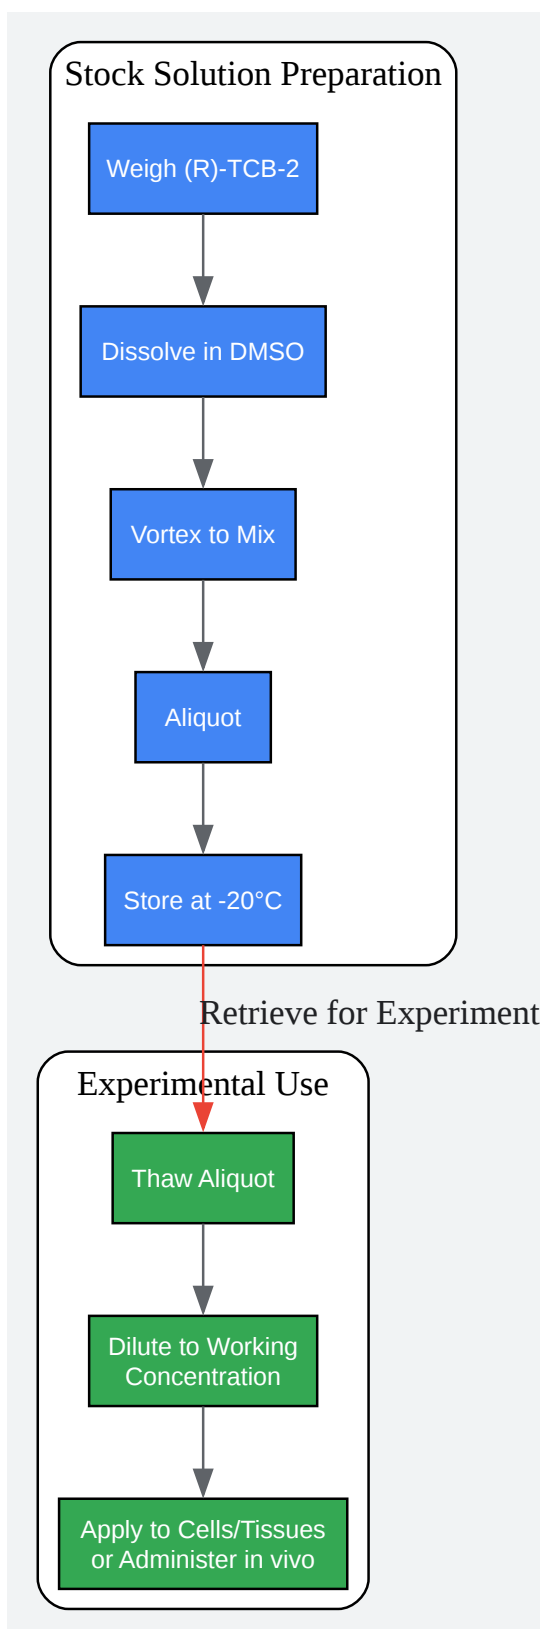 Stock Solution Preparation
Weigh (R)-TCB-2
Dissolve in DMSO
Vortex to Mix
Aliquot
Store at -20°C
Retrieve for Experiment
Experimental Use
Thaw Aliquot
Dilute to Working
Concentration
Apply to Cells/Tissues
or Administer in vivo